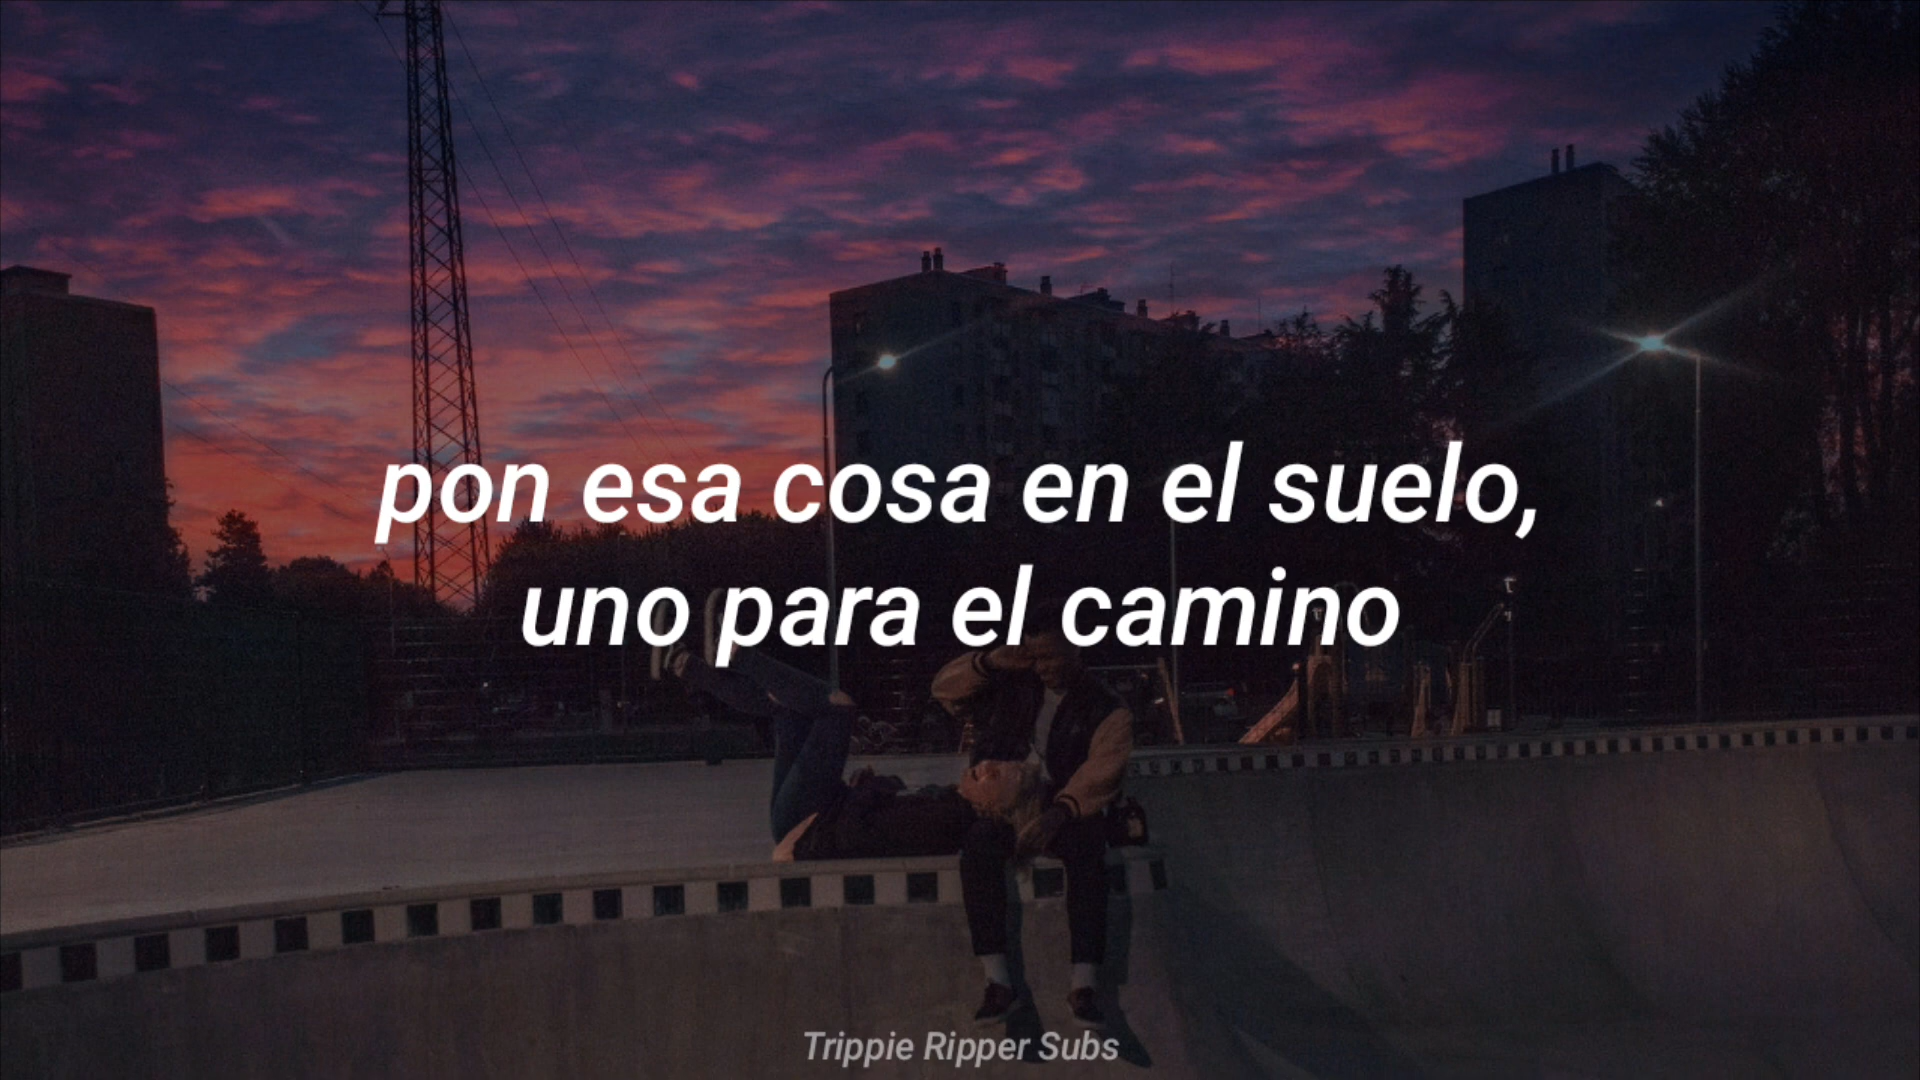 pon esa cosa en el suelo,
uno para el camino
Trippie Ripper Subs